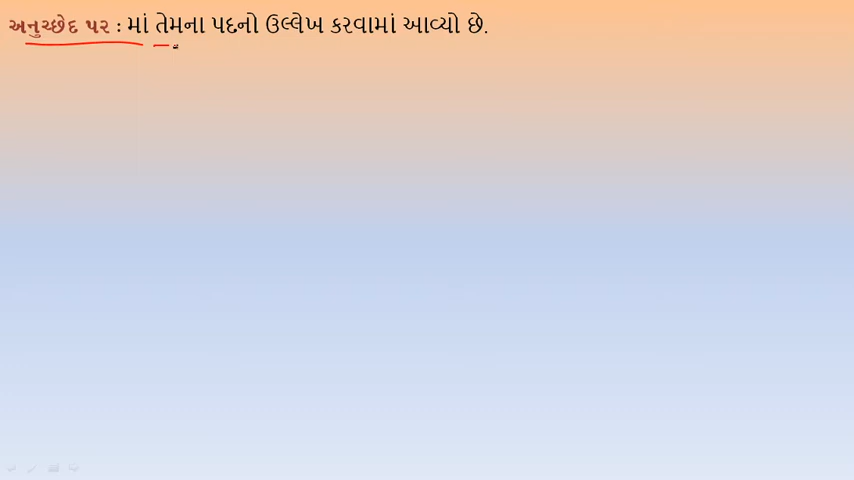 અનુચ્છેદ ૫૨ : માં તેમના પદનો ઉલ્લેખ કરવામાં આવ્યો છે.